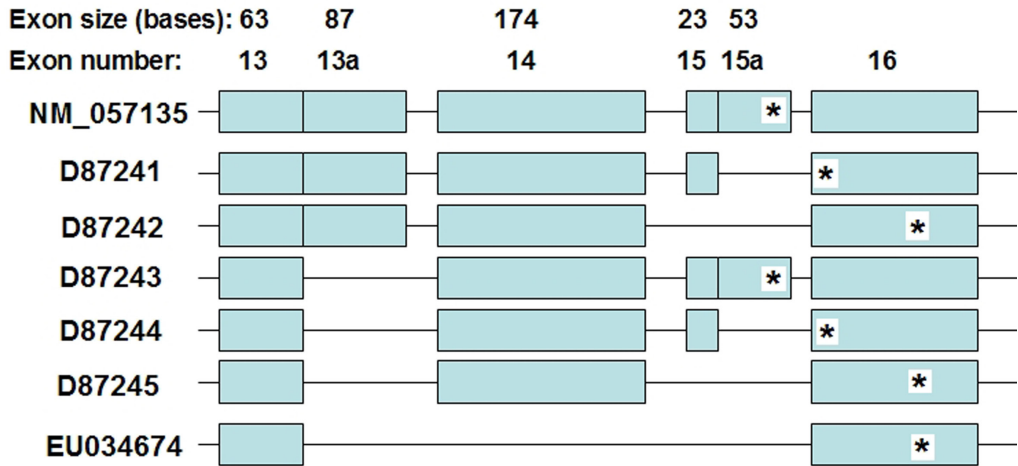 Exon size (bases): 63 87 174 23 53
Exon number: 13 13a 14 15 15a 16
NM_057135 *
D87241 *
D87242 *
D87243 *
D87244 *
D87245 *
EU034674 *